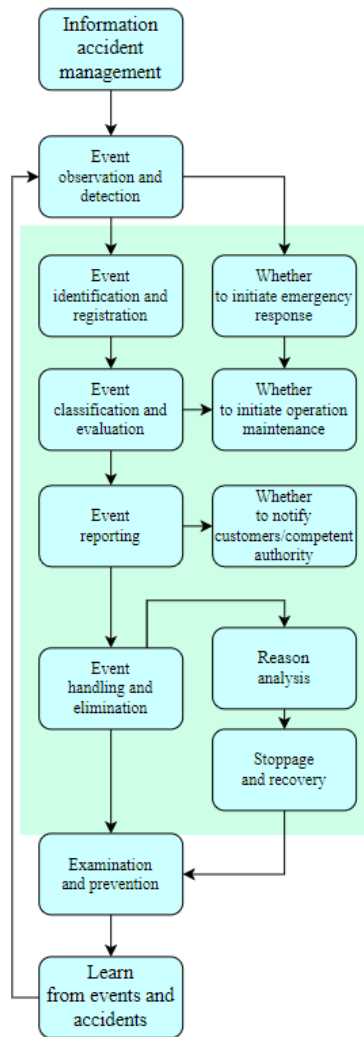 Information
accident
management
Event
observation and
detection
Event
identification and
registration
Whether
to initiate emergency
response
Event
classification and
evaluation
Whether
to initiate operation
maintenance
Event
reporting
Whether
to notify
customers/competent
authority
Event
handling and
elimination
Reason
analysis
Stoppage
and recovery
Examination
and prevention
Learn
from events and
accidents